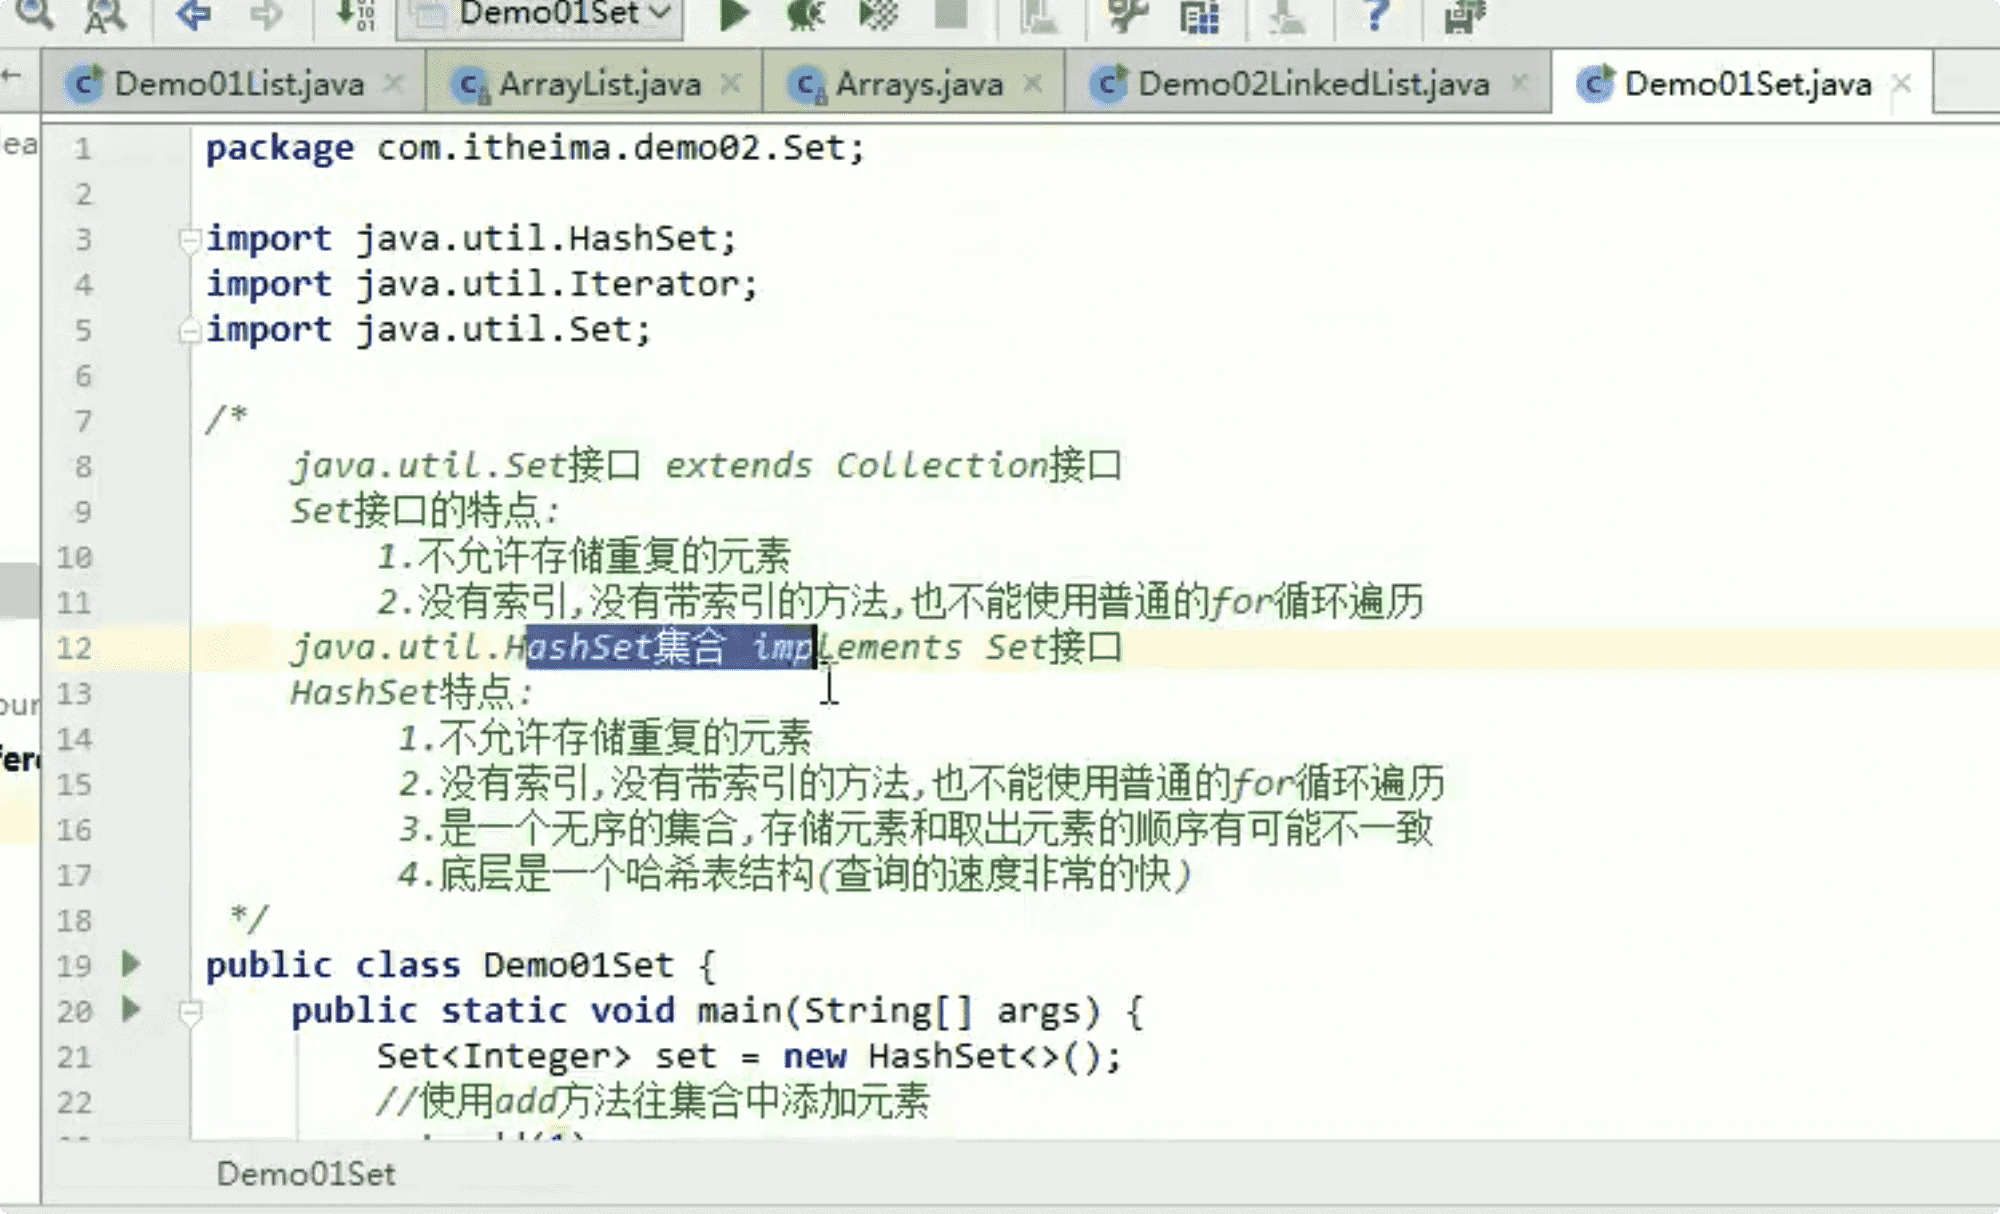 Demo01Set
Demo01List.java
ArrayList.java
Arrays.java
Demo02LinkedList.java
Demo01Set.java
1 package com.itheima.demo02.Set;
2
3 import java.util.HashSet;
4 import java.util.Iterator;
5 import java.util.Set;
6
7 /*
8 java.util.Set接口 extends Collection接口
9 Set接口的特点:
10 1.不允许存储重复的元素
11 2.没有索引,没有带索引的方法,也不能使用普通的for循环遍历
12 java.util.HashSet集合 implements Set接口
13 HashSet特点:
14 1.不允许存储重复的元素
15 2.没有索引,没有带索引的方法,也不能使用普通的for循环遍历
16 3.是一个无序的集合,存储元素和取出元素的顺序有可能不一致
17 4.底层是一个哈希表结构(查询的速度非常的快)
18 */
19 public class Demo01Set {
20 public static void main(String[] args) {
21 Set<Integer> set = new HashSet<>();
22 //使用add方法往集合中添加元素
Demo01Set